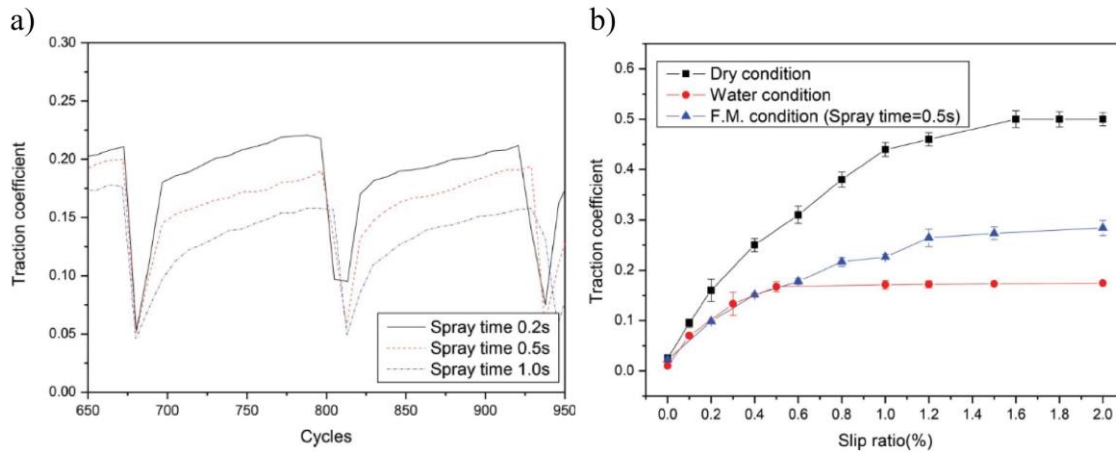 a)
0.30
0.25
0.20
0.15
0.10
0.05
0.00
Traction coefficient
Spray time 0.2s
Spray time 0.5s
Spray time 1.0s
650 700 750 800 850 900 950
Cycles
b)
0.6
0.5
0.4
0.3
0.2
0.1
0.0
Traction coefficient
Dry condition
Water condition
F.M. condition (Spray time=0.5s)
0.0 0.2 0.4 0.6 0.8 1.0 1.2 1.4 1.6 1.8 2.0
Slip ratio(%)